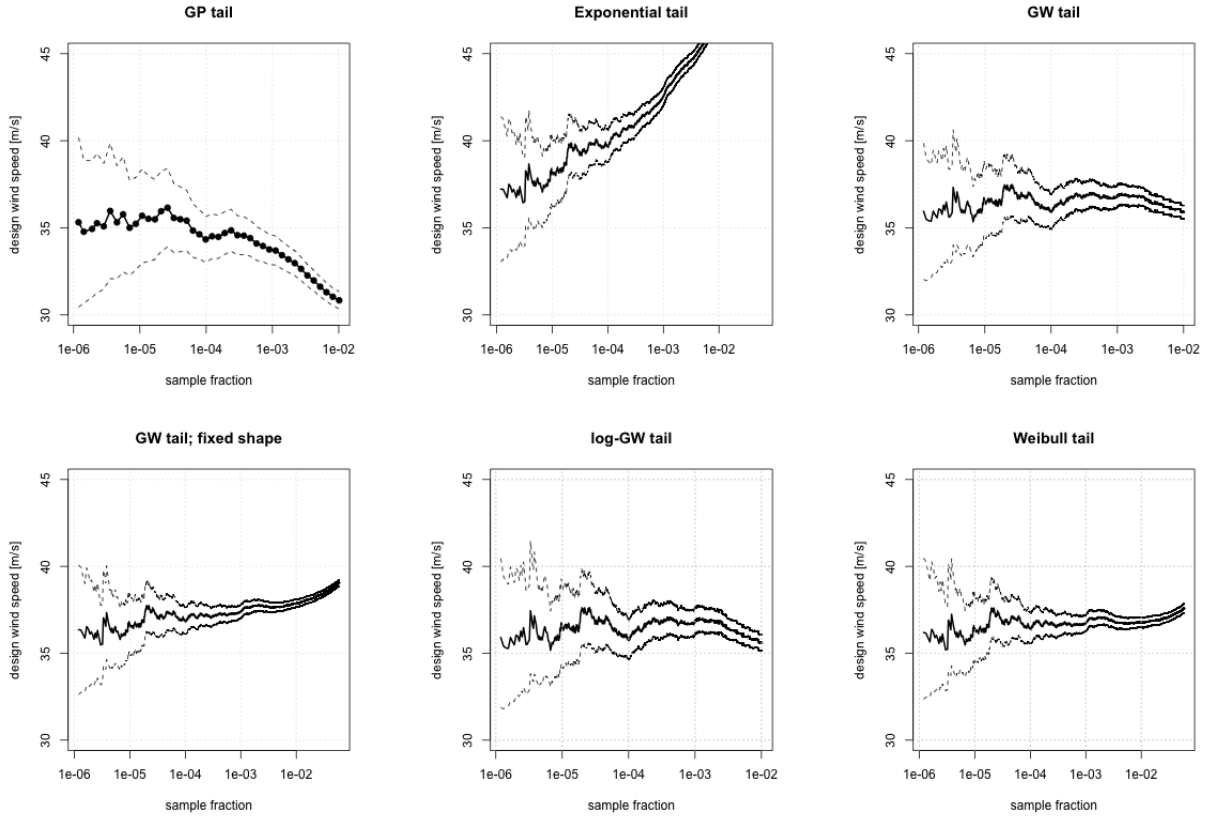 GP tail
design wind speed [m/s]
45
40
35
30
1e-06 1e-05 1e-04 1e-03 1e-02
sample fraction
Exponential tail
design wind speed [m/s]
45
40
35
30
1e-06 1e-05 1e-04 1e-03 1e-02
sample fraction
GW tail
design wind speed [m/s]
45
40
35
30
1e-06 1e-05 1e-04 1e-03 1e-02
sample fraction
GW tail; fixed shape
design wind speed [m/s]
45
40
35
30
1e-06 1e-05 1e-04 1e-03 1e-02
sample fraction
log-GW tail
design wind speed [m/s]
45
40
35
30
1e-06 1e-05 1e-04 1e-03 1e-02
sample fraction
Weibull tail
design wind speed [m/s]
45
40
35
30
1e-06 1e-05 1e-04 1e-03 1e-02
sample fraction